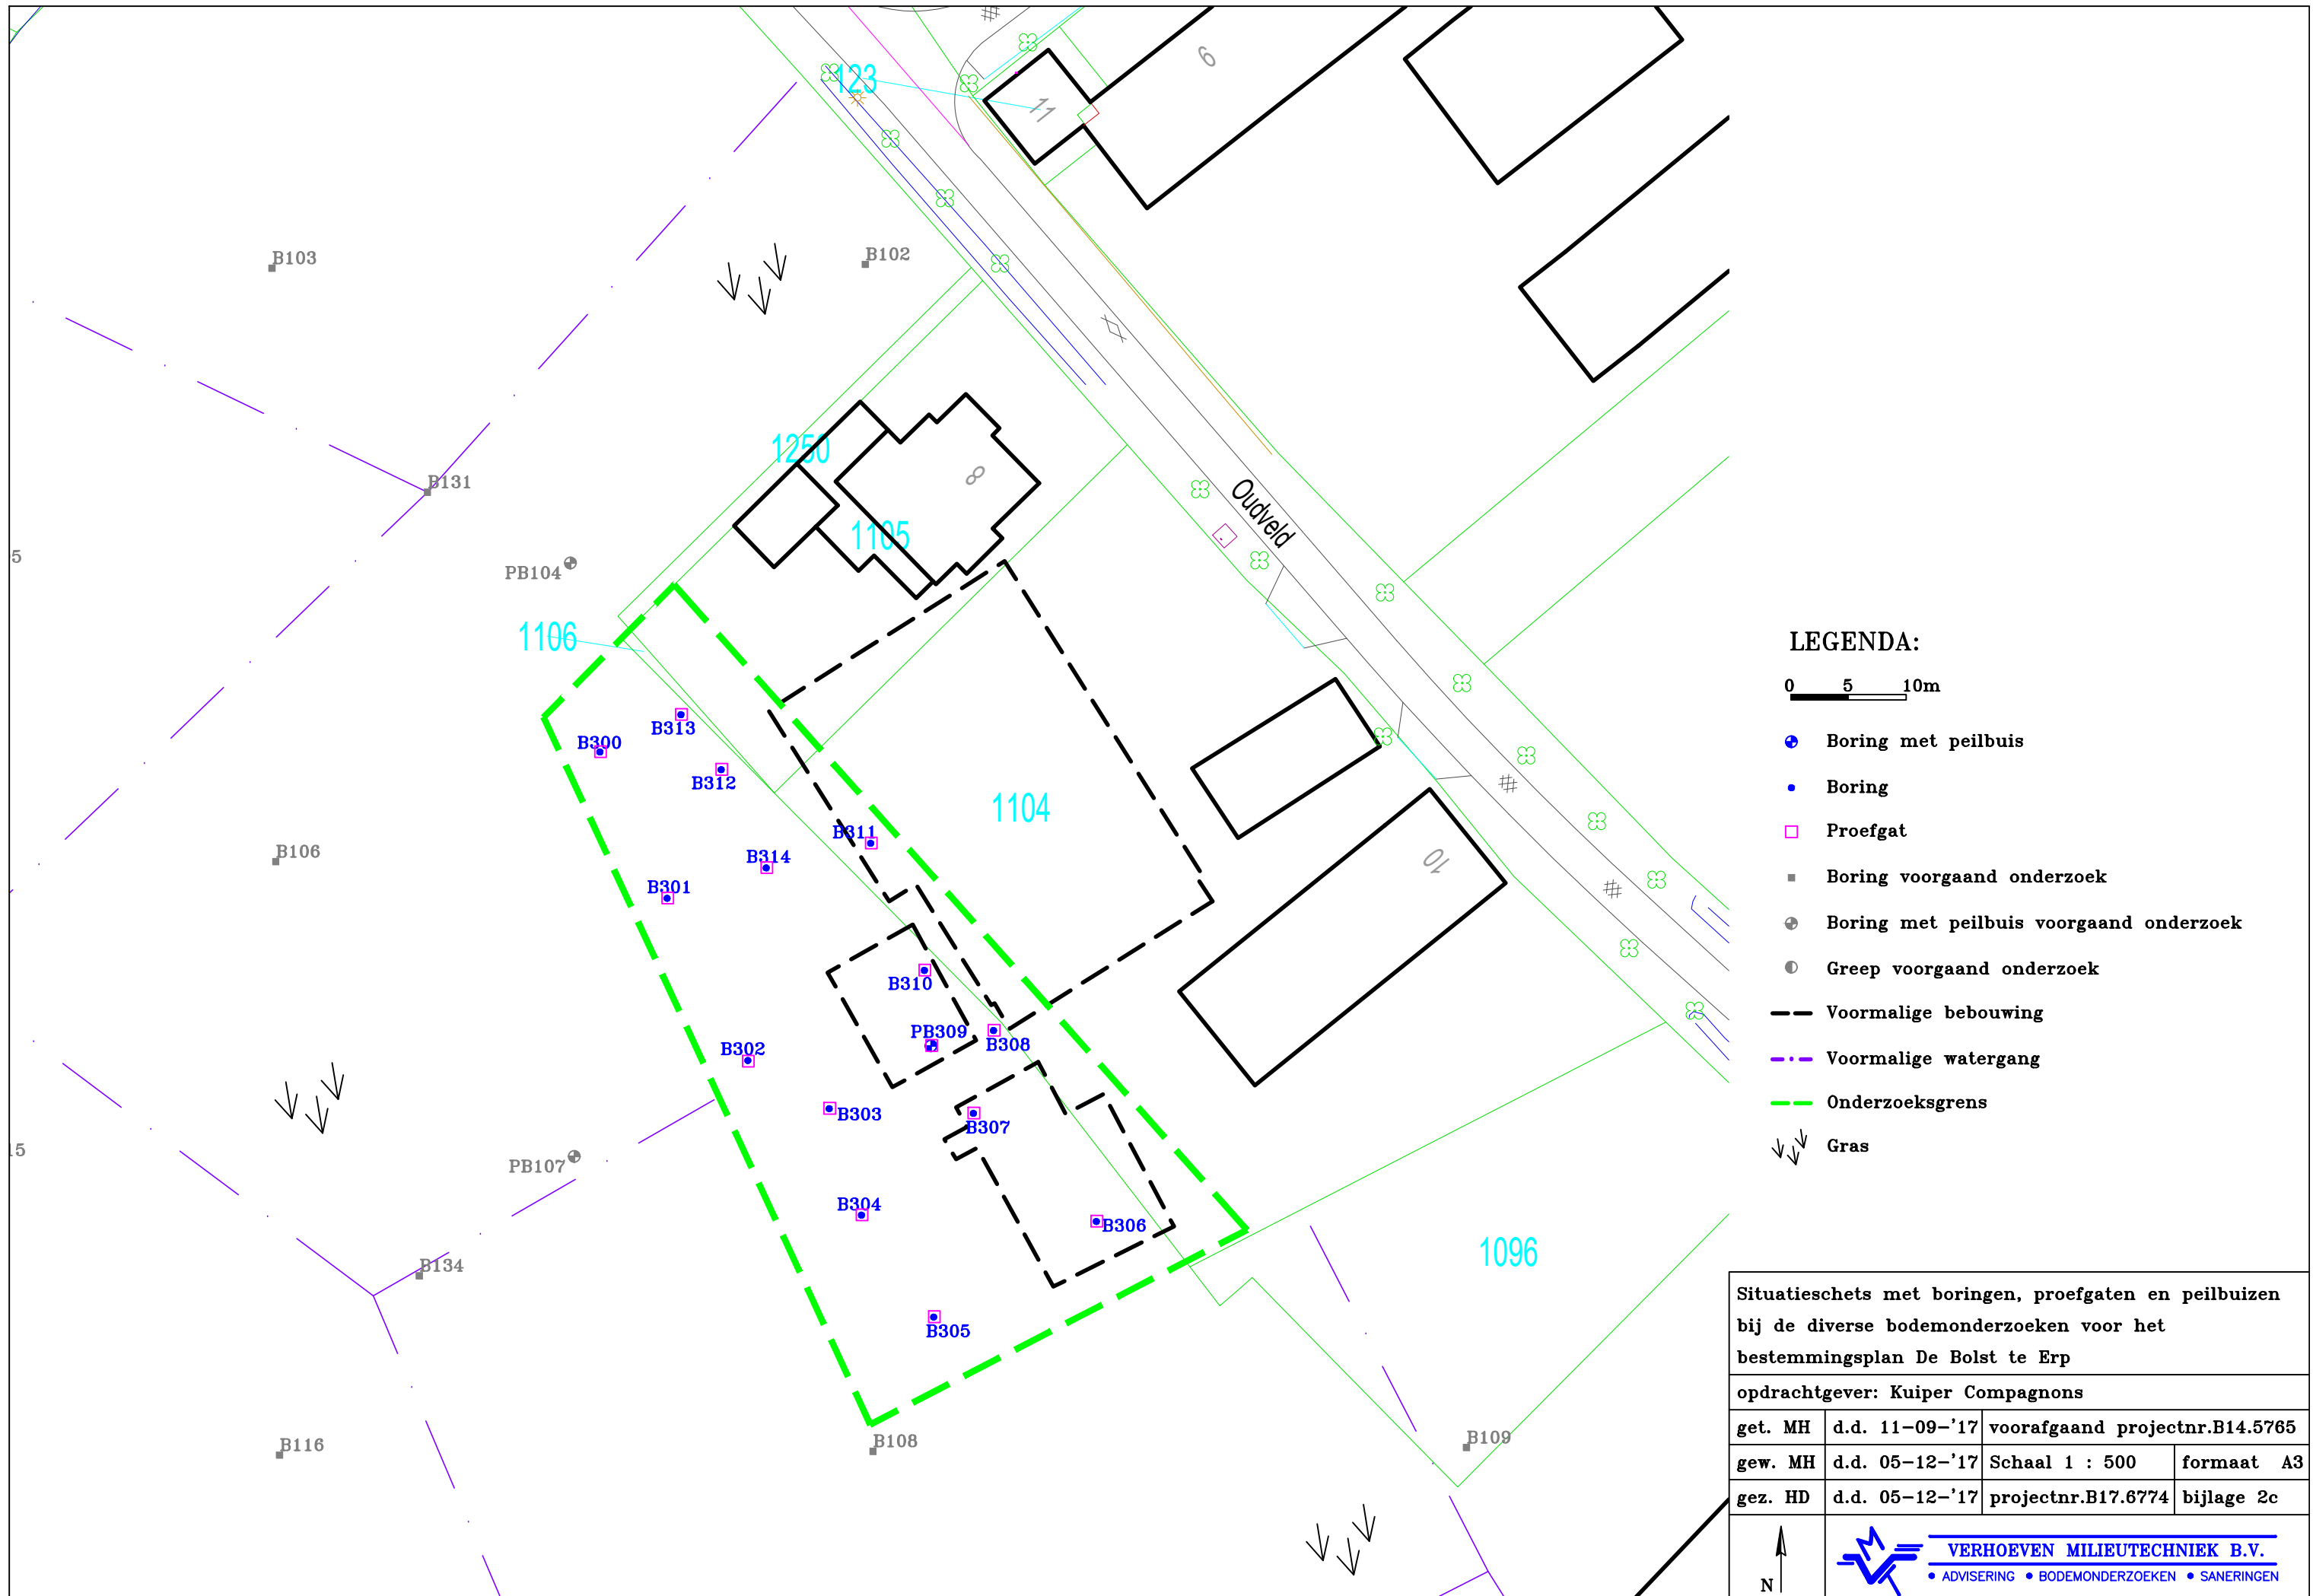 123
6
11
B103
B102
1250
8
B131
1105
Oudveld
5
PB104
1106
B313
B300
B312
1104
B311
B106
B314
10
B301
B310
PB309
B308
B302
B303
B307
15
PB107
B304
B306
1096
B134
B305
B108
B109
B116
LEGENDA:
0 5 10m
Boring met peilbuis
Boring
Proefgat
Boring voorgaand onderzoek
Boring met peilbuis voorgaand onderzoek
Greep voorgaand onderzoek
Voormalige bebouwing
Voormalige watergang
Onderzoeksgrens
Gras
Situatieschets met boringen, proefgaten en peilbuizen
bij de diverse bodemonderzoeken voor het
bestemmingsplan De Bolst te Erp
opdrachtgever: Kuiper Compagnons
get. MH d.d. 11-09-'17 voorafgaand projectnr.B14.5765
gew. MH d.d. 05-12-'17 Schaal 1 : 500 formaat A3
gez. HD d.d. 05-12-'17 projectnr.B17.6774 bijlage 2c
N
VERHOEVEN MILIEUTECHNIEK B.V.
• ADVISERING • BODEMONDERZOEKEN • SANERINGEN